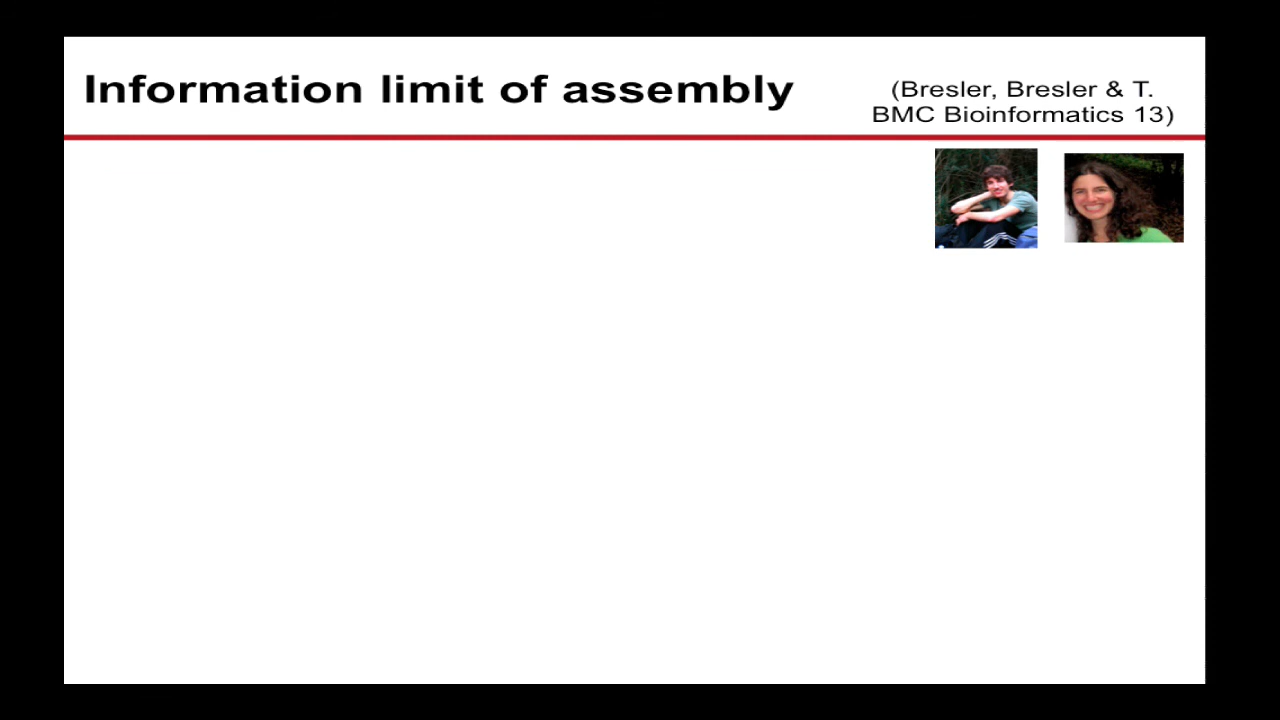 Information limit of assembly
(Bresler, Bresler & T.
BMC Bioinformatics 13)